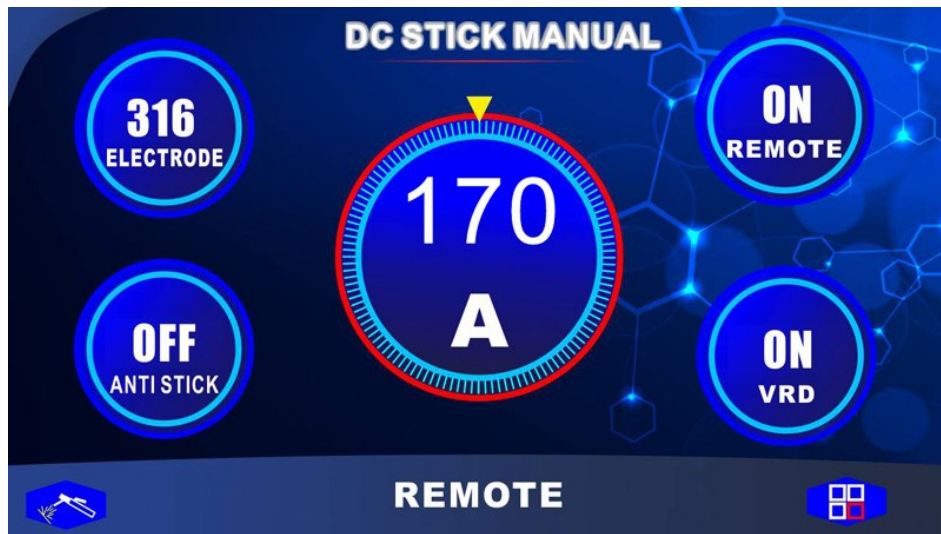 DC STICK MANUAL
316
ELECTRODE
ON
REMOTE
170
A
OFF
ANTI STICK
ON
VRD
REMOTE